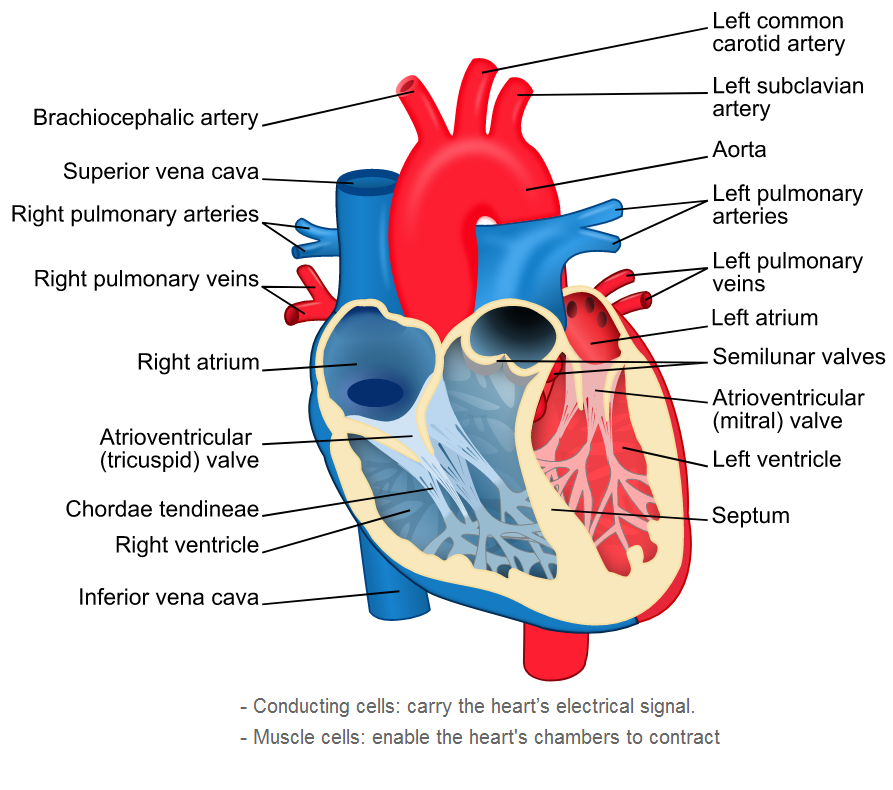 Left common
carotid artery
Left subclavian
artery
Brachiocephalic artery
Aorta
Superior vena cava
Right pulmonary arteries
Left pulmonary
arteries
Right pulmonary veins
Left pulmonary
veins
Left atrium
Right atrium
Semilunar valves
Atrioventricular
(mitral) valve
Atrioventricular
(tricuspid) valve
Left ventricle
Chordae tendineae
Septum
Right ventricle
Inferior vena cava
- Conducting cells: carry the heart’s electrical signal.
- Muscle cells: enable the heart's chambers to contract